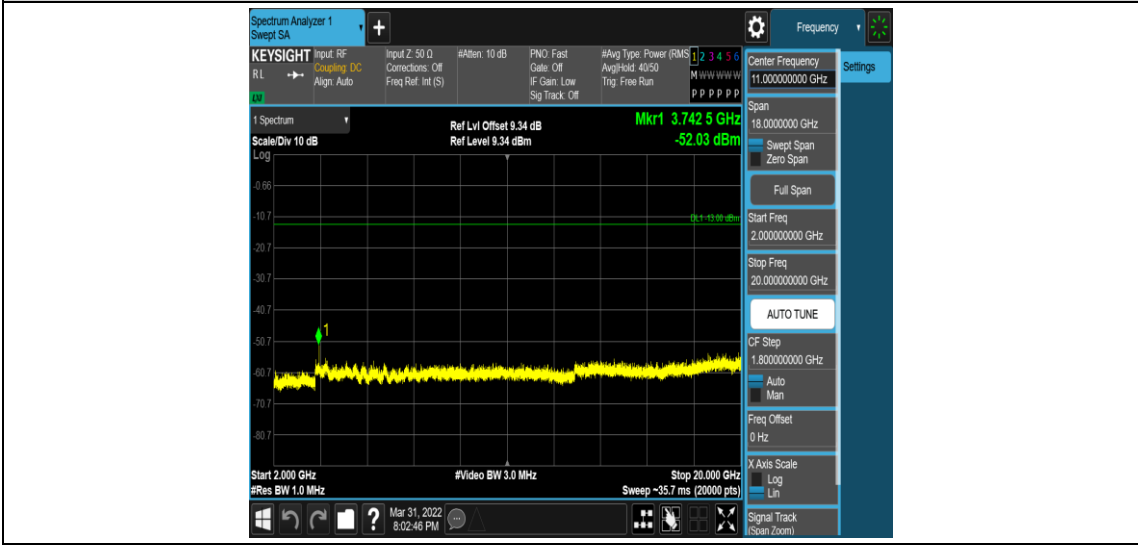 Spectrum Analyzer 1
Swept SA
+
Frequency
KEYSIGHT
Input: RF
Input Z: 50 Ω
#Atten: 10 dB
PNO: Fast
#Avg Type: Power (RMS
1 2 3 4 5 6
RL
Coupling: DC
Corrections: Off
Gate: Off
Avg|Hold: 40/50
M W W W W W
Align: Auto
Freq Ref: Int (S)
IF Gain: Low
Trig: Free Run
Sig Track: Off
P P P P P P
1 Spectrum
Scale/Div 10 dB
Log
Ref Lvl Offset 9.34 dB
Ref Level 9.34 dBm
Mkr1 3.742 5 GHz
-52.03 dBm
-0.66
-10.7
DL1 -13.00 dBm
-20.7
-30.7
-40.7
1
-50.7
-60.7
-70.7
-80.7
Start 2.000 GHz
#Video BW 3.0 MHz
Stop 20.000 GHz
#Res BW 1.0 MHz
Sweep ~35.7 ms (20000 pts)
?
Mar 31, 2022
8:02:46 PM
Center Frequency
11.000000000 GHz
Settings
Span
18.0000000 GHz
Swept Span
Zero Span
Full Span
Start Freq
2.000000000 GHz
Stop Freq
20.000000000 GHz
AUTO TUNE
CF Step
1.800000000 GHz
Auto
Man
Freq Offset
0 Hz
X Axis Scale
Log
Lin
Signal Track
(Span Zoom)